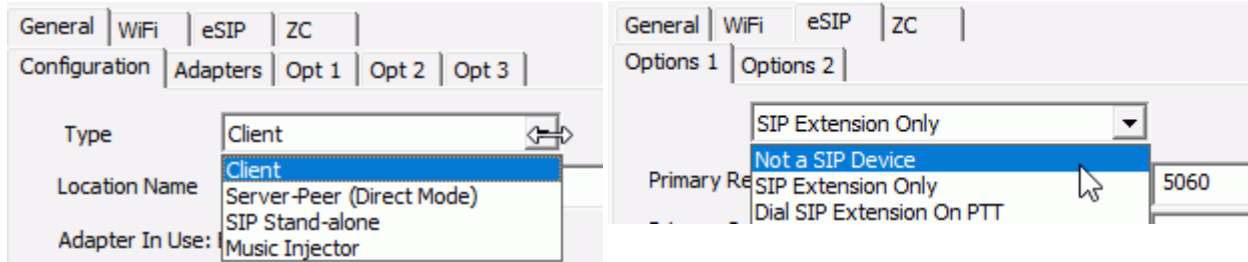 General WiFi eSIP ZC
Configuration Adapters Opt 1 Opt 2 Opt 3
Type Client
Client
Location Name Server-Peer (Direct Mode)
SIP Stand-alone
Adapter In Use: Music Injector
General WiFi eSIP ZC
Options 1 Options 2
SIP Extension Only
Not a SIP Device
Primary Re SIP Extension Only 5060
Dial SIP Extension On PTT